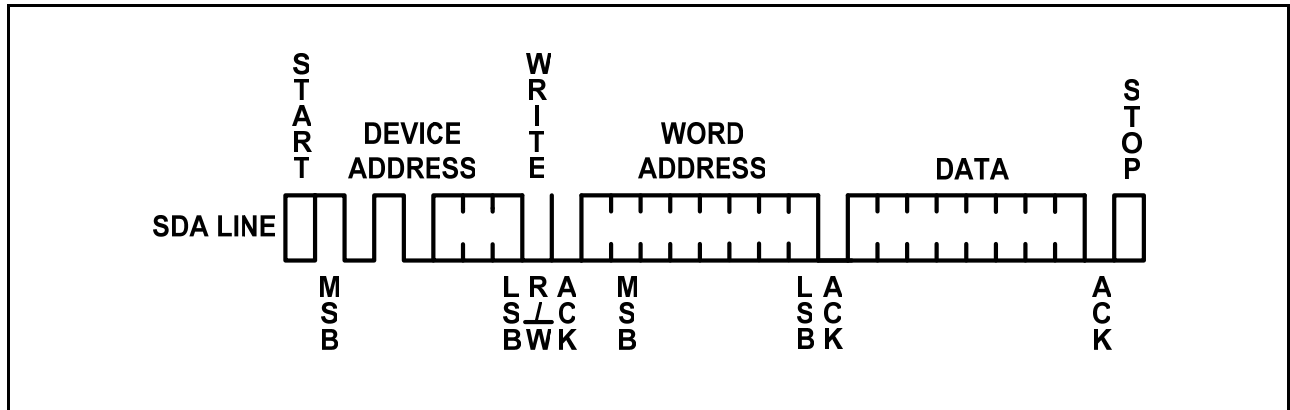 START
DEVICE
ADDRESS
WRITE
WORD
ADDRESS
DATA
STOP
SDA LINE
MSB
LSB
R/W
ACK
MSB
LSB
ACK
ACK